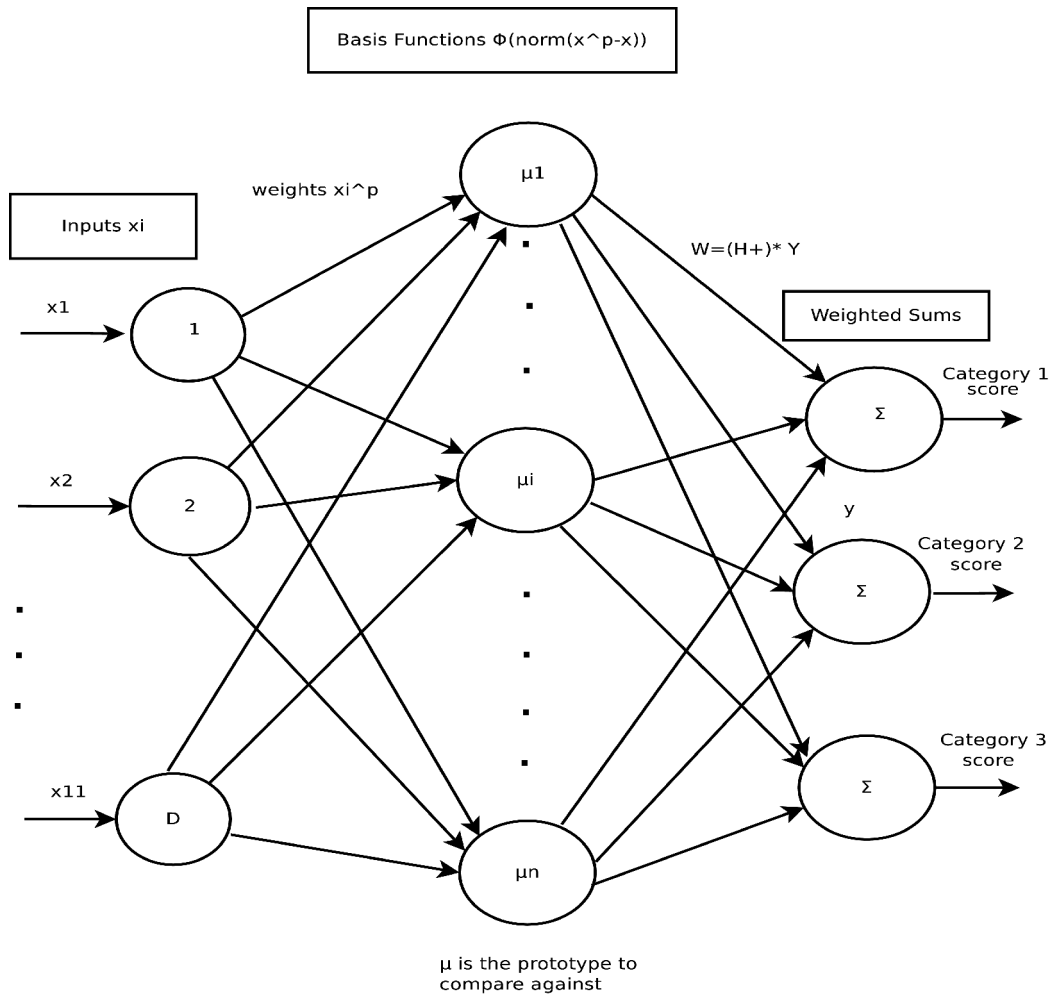 Basis Functions Φ(norm(x^p-x))
μ1
weights xi^p
Inputs xi
W=(H+)* Y
x1
1
Weighted Sums
Category 1
score
Σ
x2
2
μi
y
Category 2
score
Σ
x11
D
Category 3
score
Σ
μn
μ is the prototype to
compare against